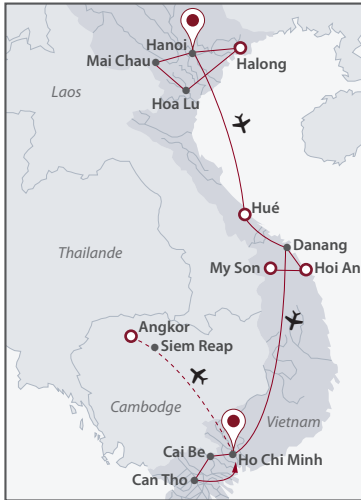 Hanoi
Mai Chau
Halong
Laos
Hoa Lu
Hué
Danang
Thailande
My Son
Hoi An
Angkor
Siem Reap
Cambodge
Vietnam
Cai Be
Ho Chi Minh
Can Tho